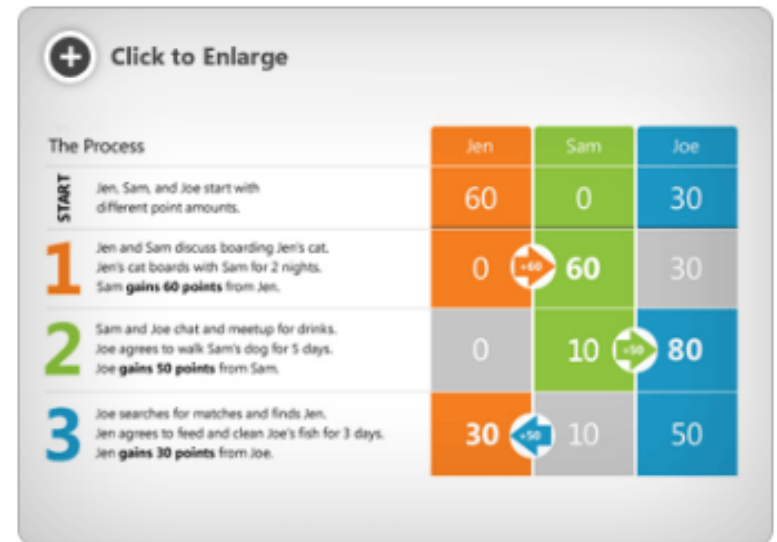 Click to Enlarge
The Process Jen Sam Joe
START
Jen, Sam, and Joe start with
different point amounts.
60 0 30
1
Jen and Sam discuss boarding Jen's cat.
Jen's cat boards with Sam for 2 nights.
Sam gains 60 points from Jen.
0 +60 60 30
2
Sam and Joe chat and meetup for drinks.
Joe agrees to walk Sam's dog for 5 days.
Joe gains 50 points from Sam.
0 10 +50 80
3
Joe searches for matches and finds Jen.
Jen agrees to feed and clean Joe's fish for 3 days.
Jen gains 30 points from Joe.
30 +50 10 50